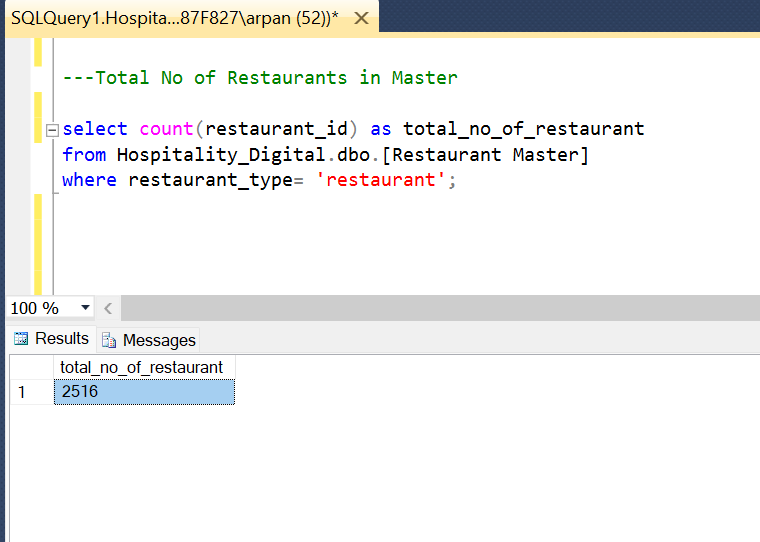 SQLQuery1.Hospita...87F827\arpan (52))*
---Total No of Restaurants in Master
select count(restaurant_id) as total_no_of_restaurant
from Hospitality_Digital.dbo.[Restaurant Master]
where restaurant_type= 'restaurant';
100 %
Results Messages
total_no_of_restaurant
1 2516